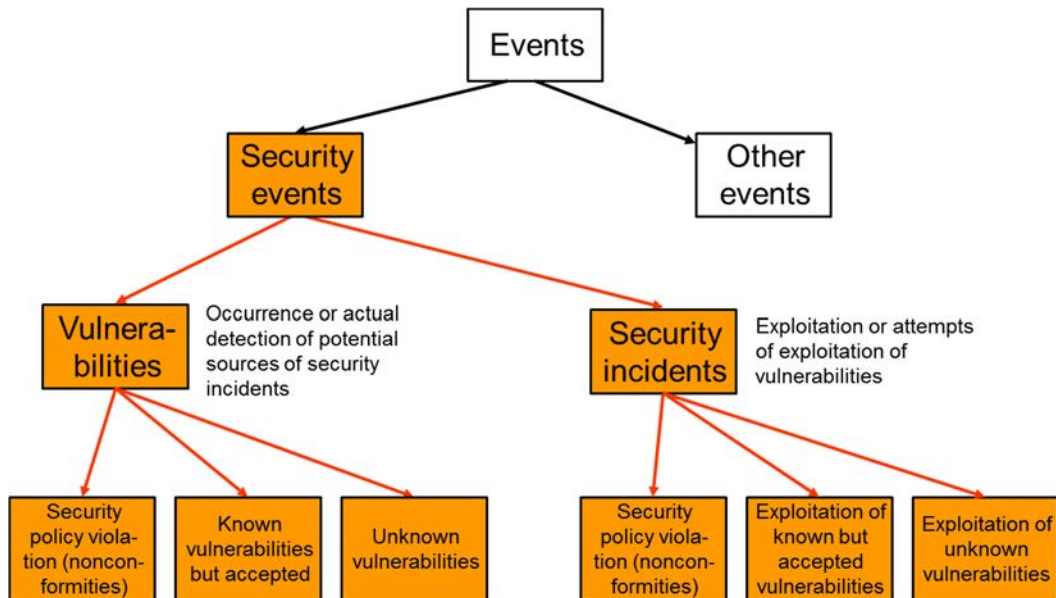 Events
Security
events
Other
events
Vulnera-
bilities
Occurrence or actual
detection of potential
sources of security
incidents
Security
incidents
Exploitation or attempts
of exploitation of
vulnerabilities
Security
policy viola-
tion (noncon-
formities)
Known
vulnerabilities
but accepted
Unknown
vulnerabilities
Security
policy viola-
tion (noncon-
formities)
Exploitation of
known but
accepted
vulnerabilities
Exploitation of
unknown
vulnerabilities